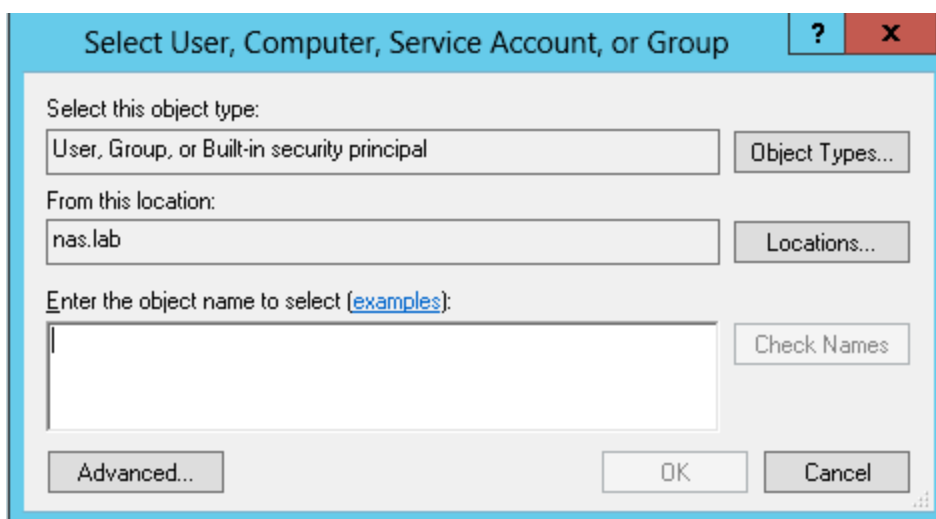 Select User, Computer, Service Account, or Group
? x
Select this object type:
User, Group, or Built-in security principal
Object Types...
From this location:
nas.lab
Locations...
Enter the object name to select (examples):
Check Names
Advanced...
OK
Cancel